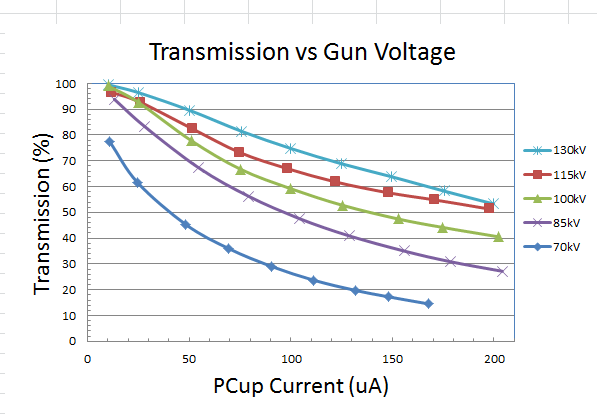 Transmission vs Gun Voltage
Transmission (%)
100
90
80
70
60
50
40
30
20
10
0
0 50 100 150 200
PCup Current (uA)
130kV
115kV
100kV
85kV
70kV